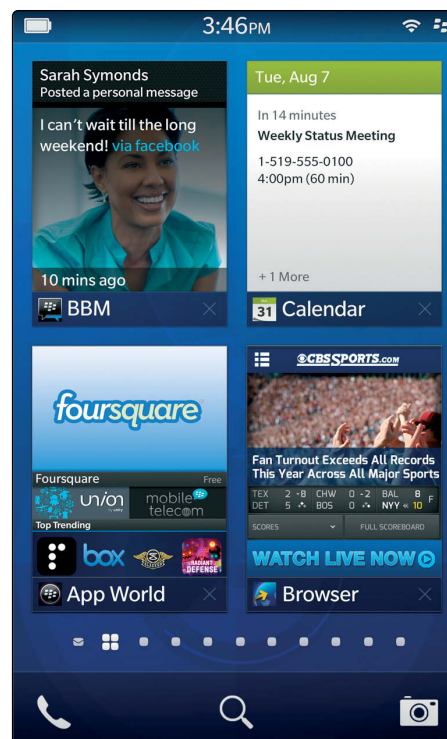 3:46PM
Sarah Symonds
Posted a personal message
I can't wait till the long
weekend! via facebook
10 mins ago
BBM
Tue, Aug 7
In 14 minutes
Weekly Status Meeting
1-519-555-0100
4:00pm (60 min)
+ 1 More
31 Calendar
foursquare
Foursquare Free
union mobile
by unity telecom
Top Trending
box
RADIANT
DEFENSE
App World
CBSSPORTS.COM
Fan Turnout Exceeds All Records
This Year Across All Major Sports
TEX 2 CHW 0 BAL 8 F
DET 5 BOS 0 NYY « 10
SCORES FULL SCOREBOARD
WATCH LIVE NOW
Browser